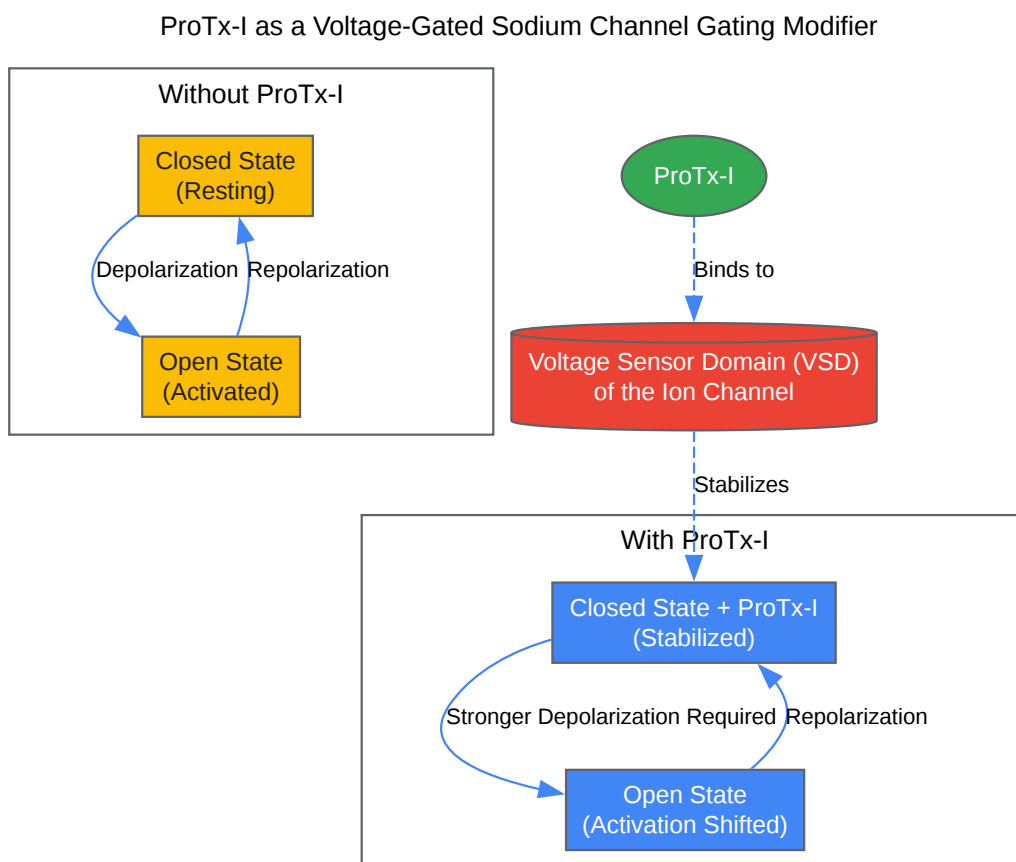 ProTx-I as a Voltage-Gated Sodium Channel Gating Modifier
Without ProTx-I
Closed State
(Resting)
Depolarization
Repolarization
Open State
(Activated)
ProTx-I
Binds to
Voltage Sensor Domain (VSD)
of the Ion Channel
Stabilizes
With ProTx-I
Closed State + ProTx-I
(Stabilized)
Stronger Depolarization Required
Repolarization
Open State
(Activation Shifted)